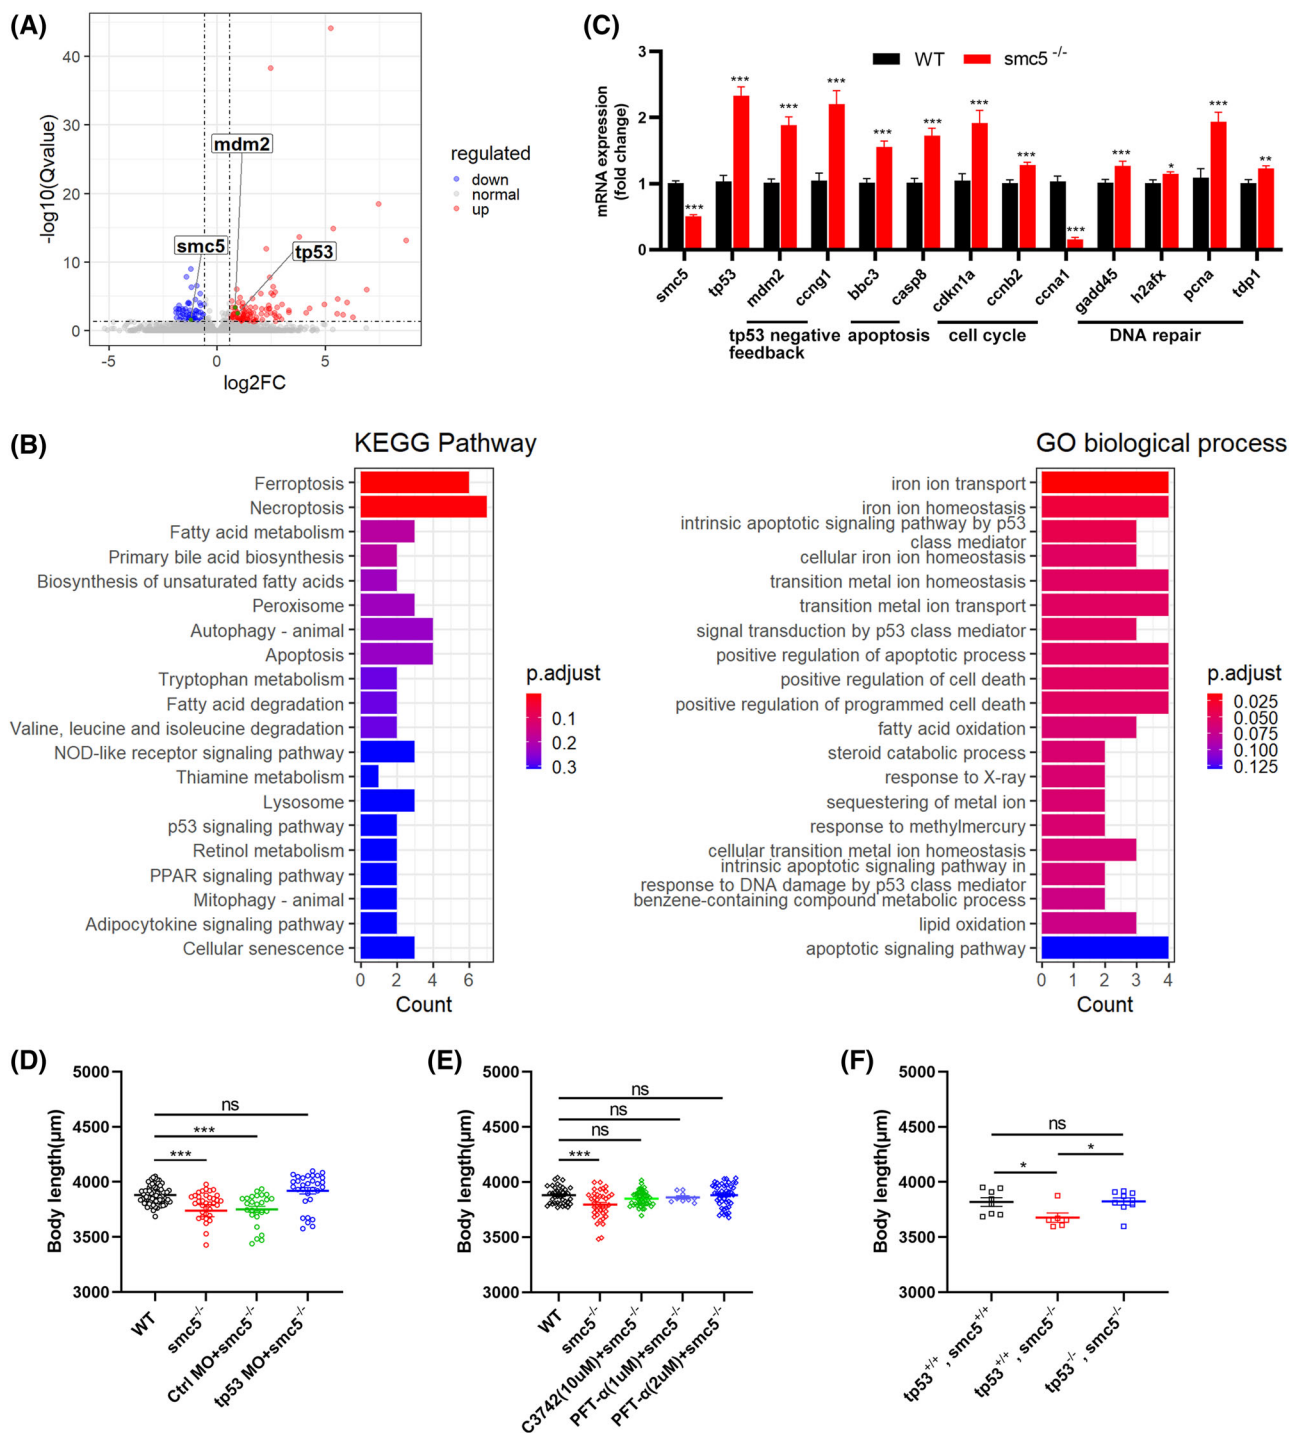 (A)
-log10(Qvalue)
40
30
20
10
0
-5
0
5
log2FC
mdm2
smc5
tp53
regulated
down
normal
up
(C)
mRNA expression
(fold change)
3
2
1
0
WT
smc5 -/-
***
***
***
***
***
***
***
***
***
***
*
***
**
smc5
tp53
mdm2
ccng1
bbc3
casp8
cdkn1a
ccnb2
ccna1
gadd45
h2afx
pcna
tdp1
tp53 negative
feedback
apoptosis
cell cycle
DNA repair
(B)
KEGG Pathway
Ferroptosis
Necroptosis
Fatty acid metabolism
Primary bile acid biosynthesis
Biosynthesis of unsaturated fatty acids
Peroxisome
Autophagy - animal
Apoptosis
Tryptophan metabolism
Fatty acid degradation
Valine, leucine and isoleucine degradation
NOD-like receptor signaling pathway
Thiamine metabolism
Lysosome
p53 signaling pathway
Retinol metabolism
PPAR signaling pathway
Mitophagy - animal
Adipocytokine signaling pathway
Cellular senescence
0 2 4 6
Count
p.adjust
0.1
0.2
0.3
GO biological process
iron ion transport
iron ion homeostasis
intrinsic apoptotic signaling pathway by p53
class mediator
cellular iron ion homeostasis
transition metal ion homeostasis
transition metal ion transport
signal transduction by p53 class mediator
positive regulation of apoptotic process
positive regulation of cell death
positive regulation of programmed cell death
fatty acid oxidation
steroid catabolic process
response to X-ray
sequestering of metal ion
response to methylmercury
cellular transition metal ion homeostasis
intrinsic apoptotic signaling pathway in
response to DNA damage by p53 class mediator
benzene-containing compound metabolic process
lipid oxidation
apoptotic signaling pathway
0 1 2 3 4
Count
p.adjust
0.025
0.050
0.075
0.100
0.125
(D)
Body length(μm)
5000
4500
4000
3500
3000
ns
***
***
WT
smc5-/-
Ctrl MO+smc5-/-
tp53 MO+smc5-/-
(E)
Body length(μm)
5000
4500
4000
3500
3000
ns
ns
ns
***
WT
smc5-/-
C3742(10uM)+smc5-/-
PFT-α(1uM)+smc5-/-
PFT-α(2uM)+smc5-/-
(F)
Body length(μm)
5000
4500
4000
3500
3000
ns
*
*
tp53+/+, smc5+/+
tp53+/+, smc5-/-
tp53-/-, smc5-/-